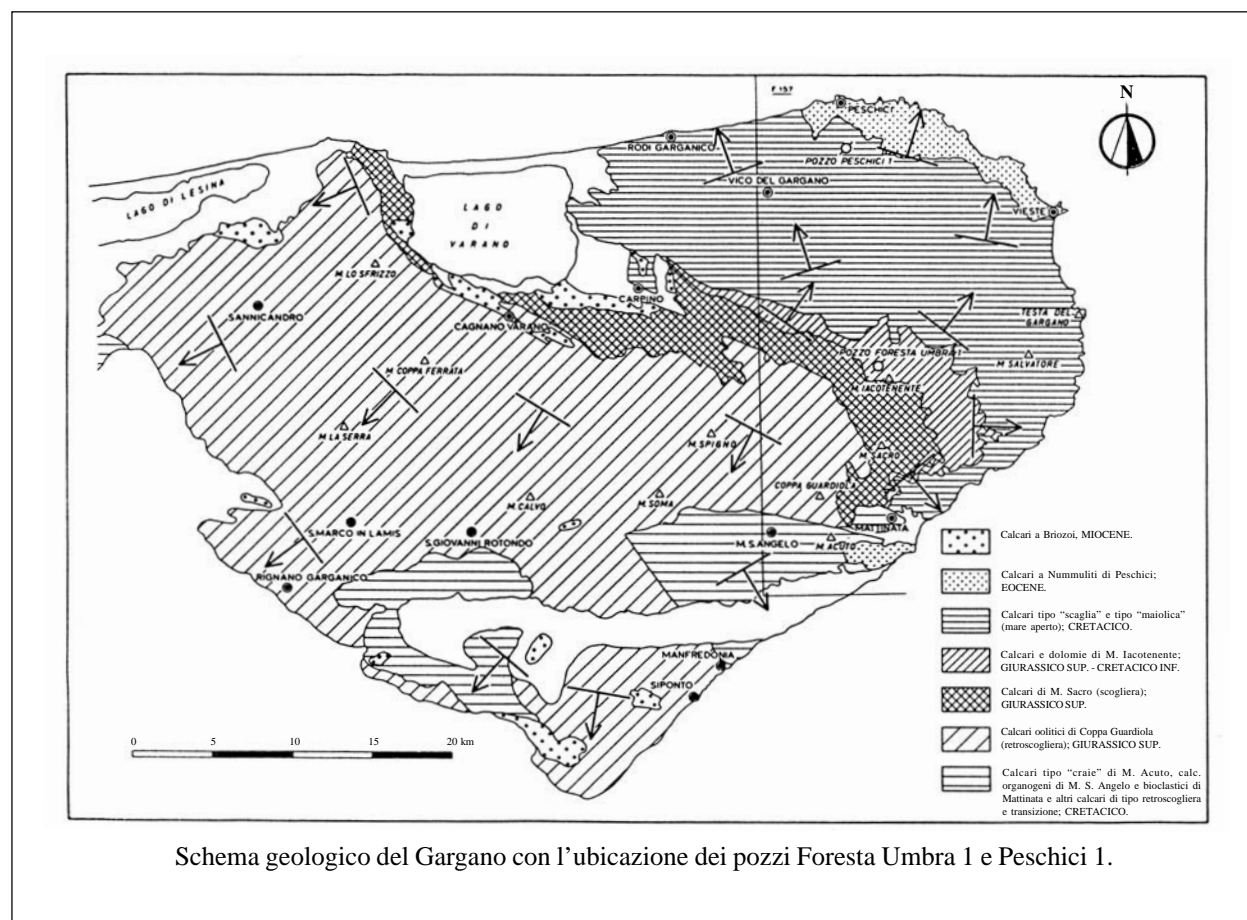 F 157
N
PESCHICI
RODI GARGANICO
POZZO PESCHICI 1
VICO DEL GARGANO
VIESTE
LAGO DI LESINA
LAGO
DI
VARANO
M. LO SFRIZZO
CARPINO
SANNICANDRO
CAGNANO VARANO
TESTA DEL
GARGANO
POZZO FORESTA UMBRA 1
M. SALVATORE
M. COPPA FERRATA
M. IACOTENENTE
M. LA SERRA
M. SPIGNO
M. SACRO
COPPA GUARDIOLA
M. CALVO
M. SOMA
MATTINATA
S. MARCO IN LAMIS
S. GIOVANNI ROTONDO
M. S. ANGELO
M. ACUTO
RIGNANO GARGANICO
MANFREDONIA
SIPONTO
0 5 10 15 20 km
Calcari a Briozoi, MIOCENE.
Calcari a Nummuliti di Peschici;
EOCENE.
Calcari tipo “scaglia” e tipo “maiolica”
(mare aperto); CRETACICO.
Calcari e dolomie di M. Iacotenente;
GIURASSICO SUP. - CRETACICO INF.
Calcari di M. Sacro (scogliera);
GIURASSICO SUP.
Calcari oolitici di Coppa Guardiola
(retroscogliera); GIURASSICO SUP.
Calcari tipo “craie” di M. Acuto, calc.
organogeni di M. S. Angelo e bioclastici di
Mattinata e altri calcari di tipo retroscogliera
e transizione; CRETACICO.
Schema geologico del Gargano con l’ubicazione dei pozzi Foresta Umbra 1 e Peschici 1.